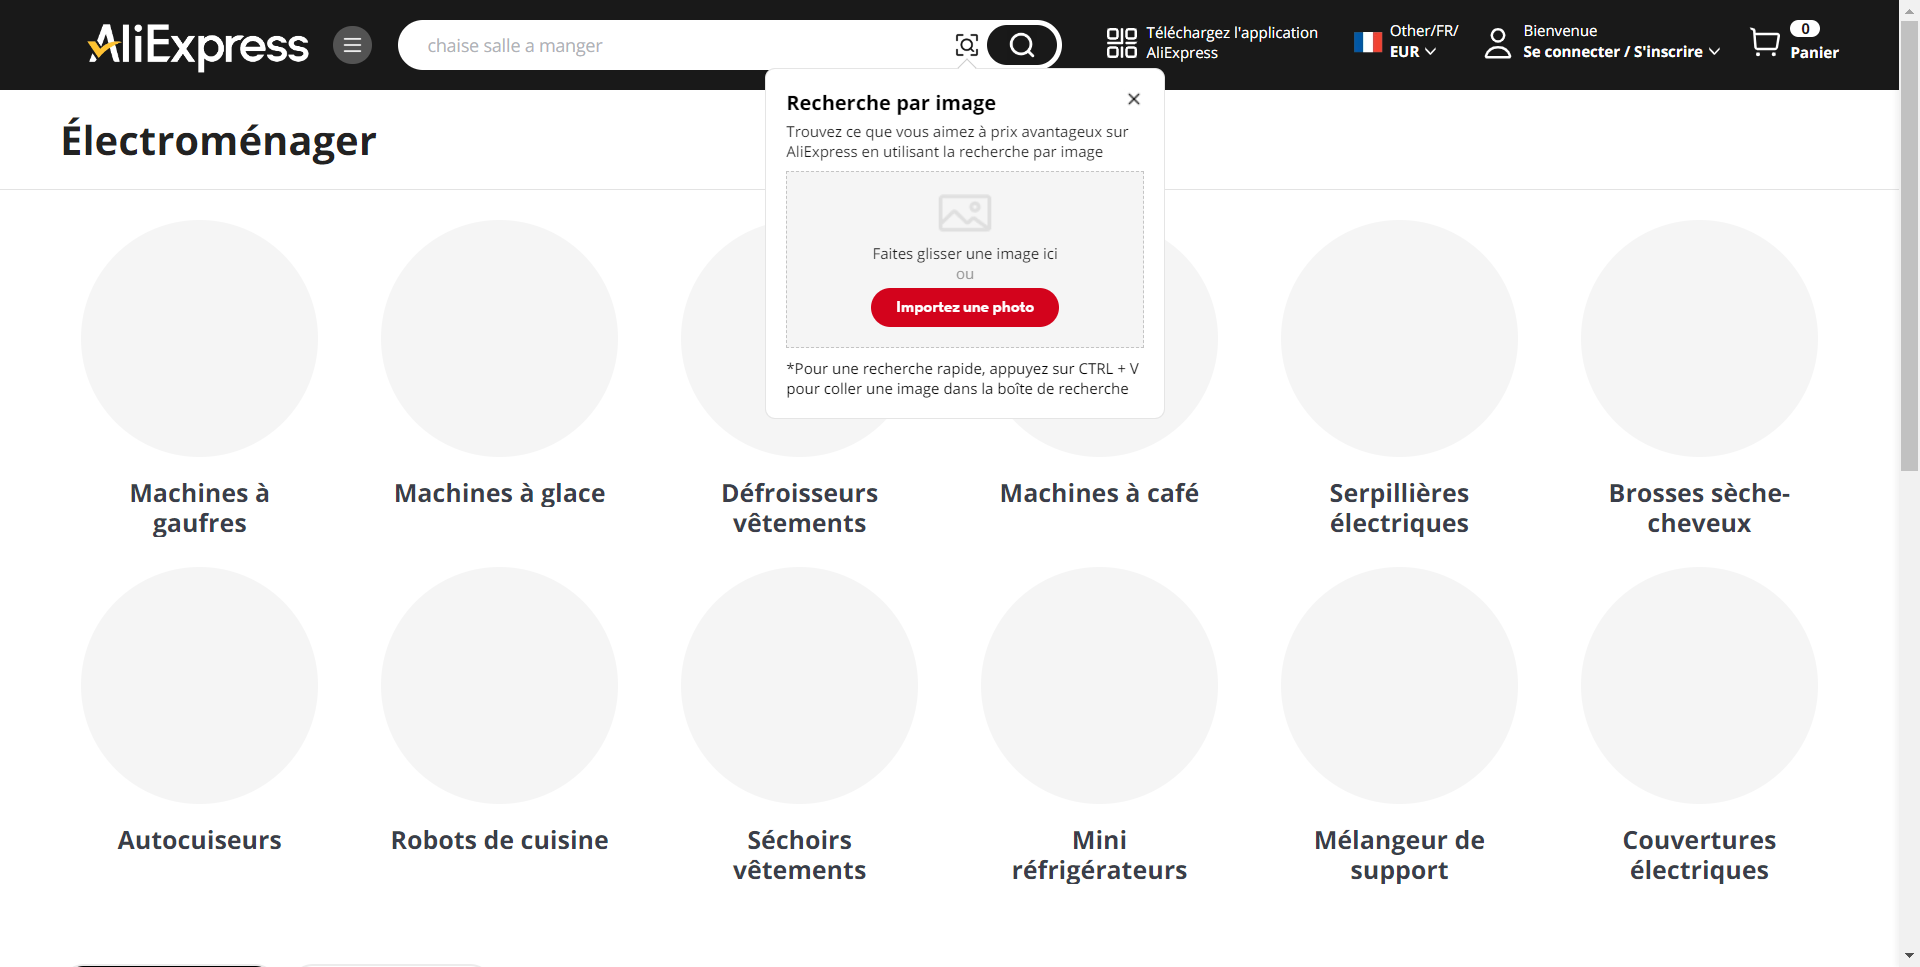 AliExpress
chaise salle a manger
Téléchargez l'application
AliExpress
Other/FR/
EUR
Bienvenue
Se connecter / S'inscrire
0
Panier
Électroménager
Recherche par image
Trouvez ce que vous aimez à prix avantageux sur
AliExpress en utilisant la recherche par image
Faites glisser une image ici
ou
Importez une photo
*Pour une recherche rapide, appuyez sur CTRL + V
pour coller une image dans la boîte de recherche
Machines à
gaufres
Machines à glace
Défroisseurs
vêtements
Machines à café
Serpillières
électriques
Brosses sèche-
cheveux
Autocuiseurs
Robots de cuisine
Séchoirs
vêtements
Mini
réfrigérateurs
Mélangeur de
support
Couvertures
électriques